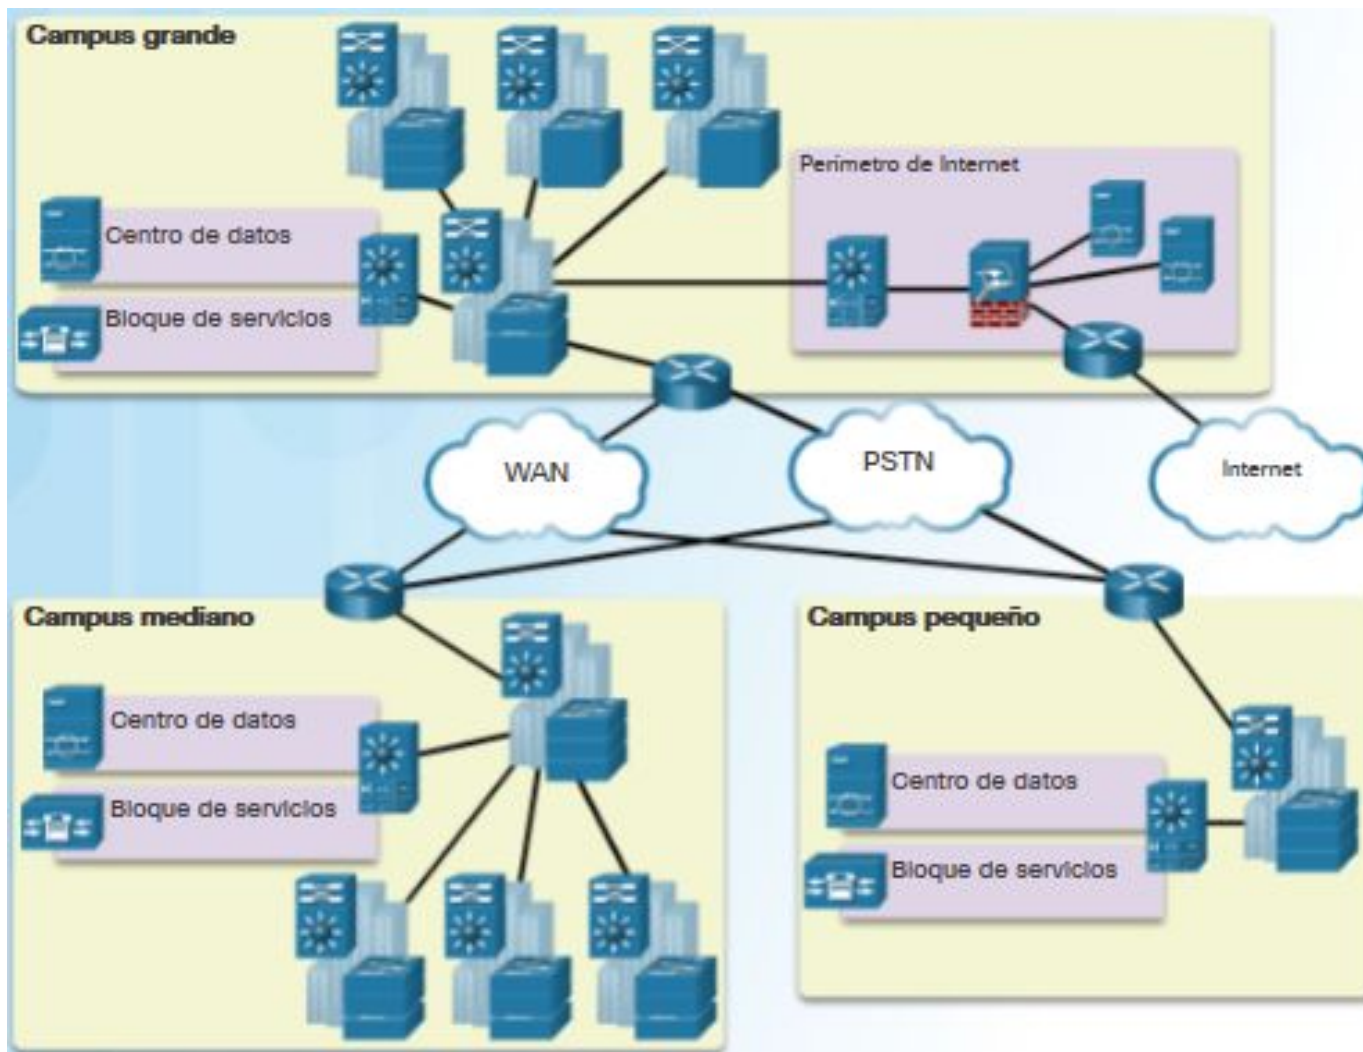 Campus grande
Perímetro de Internet
Centro de datos
Bloque de servicios
WAN
PSTN
Internet
Campus mediano
Campus pequeño
Centro de datos
Bloque de servicios
Centro de datos
Bloque de servicios